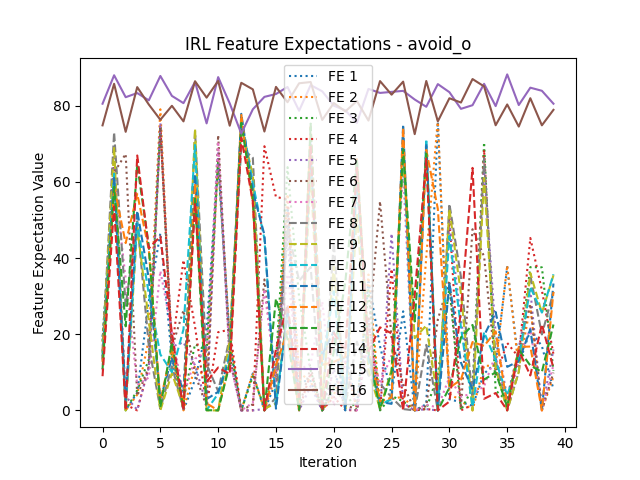 IRL Feature Expectations - avoid_o
Feature Expectation Value
80
60
40
20
0
FE 1
FE 2
FE 3
FE 4
FE 5
FE 6
FE 7
FE 8
FE 9
FE 10
FE 11
FE 12
FE 13
FE 14
FE 15
FE 16
0 5 10 15 20 25 30 35 40
Iteration